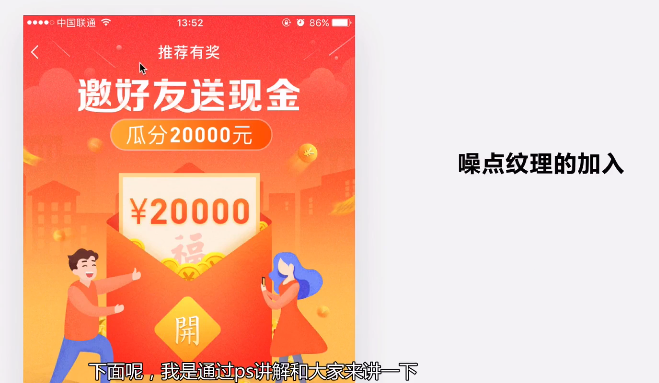 中国联通 13:52 86%
推荐有奖
邀好友送现金
瓜分20000元
噪点纹理的加入
¥20000
福
開
下面呢，我是通过ps讲解和大家来讲一下